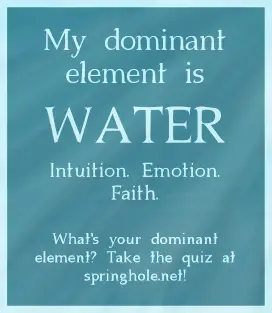 My dominant
element is
WATER
Intuition. Emotion.
Faith.
What's your dominant
element? Take the quiz at
springhole.net!